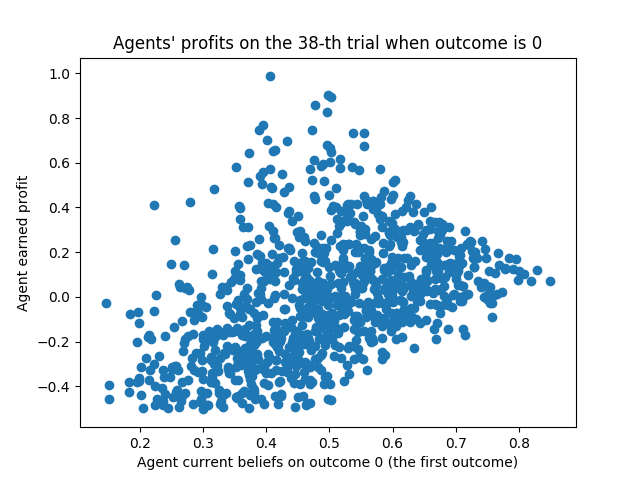 Agents' profits on the 38-th trial when outcome is 0
1.0
0.8
0.6
0.4
0.2
0.0
−0.2
−0.4
Agent earned profit
0.2 0.3 0.4 0.5 0.6 0.7 0.8
Agent current beliefs on outcome 0 (the first outcome)